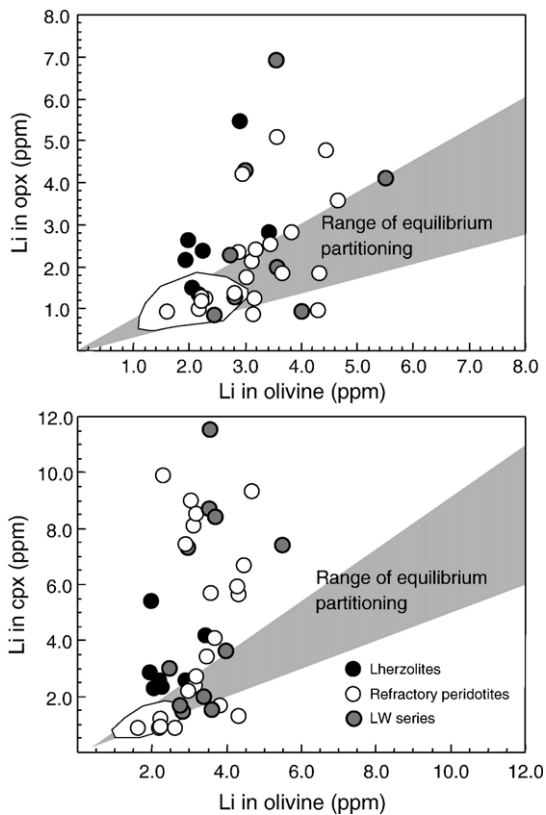 8.0
7.0
6.0
5.0
4.0
3.0
2.0
1.0
Li in opx (ppm)
Range of equilibrium
partitioning
1.0 2.0 3.0 4.0 5.0 6.0 7.0 8.0
Li in olivine (ppm)
12.0
10.0
8.0
6.0
4.0
2.0
Li in cpx (ppm)
Range of equilibrium
partitioning
Lherzolites
Refractory peridotites
LW series
2.0 4.0 6.0 8.0 10.0 12.0
Li in olivine (ppm)